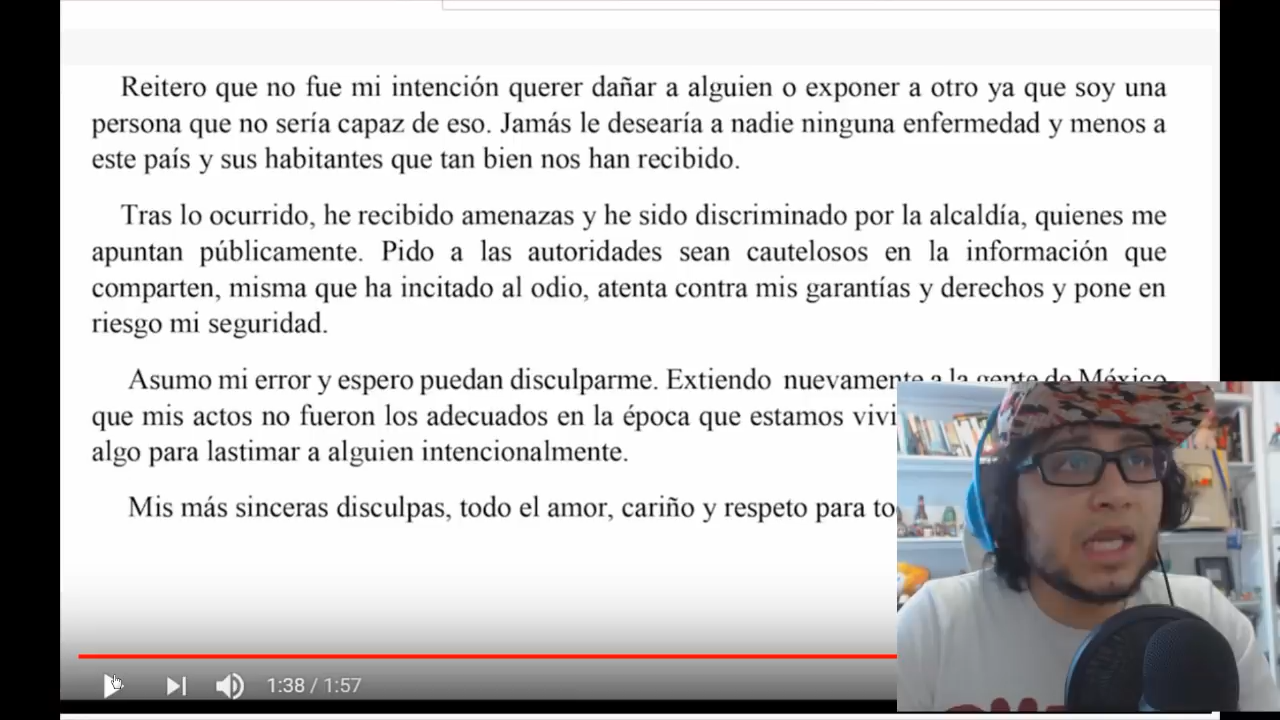 Reitero que no fue mi intención querer dañar a alguien o exponer a otro ya que soy una
persona que no sería capaz de eso. Jamás le desearía a nadie ninguna enfermedad y menos a
este país y sus habitantes que tan bien nos han recibido.
Tras lo ocurrido, he recibido amenazas y he sido discriminado por la alcaldía, quienes me
apuntan públicamente. Pido a las autoridades sean cautelosos en la información que
comparten, misma que ha incitado al odio, atenta contra mis garantías y derechos y pone en
riesgo mi seguridad.
Asumo mi error y espero puedan disculparme. Extiendo nuevamente a la gente de México
que mis actos no fueron los adecuados en la época que estamos vivi
algo para lastimar a alguien intencionalmente.
Mis más sinceras disculpas, todo el amor, cariño y respeto para to
1:38 / 1:57